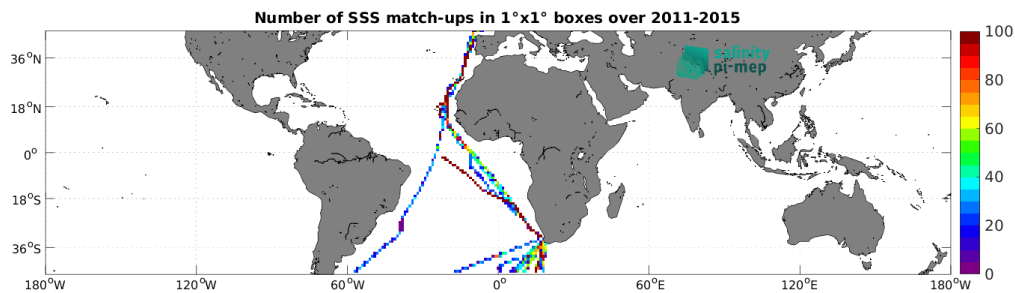 Number of SSS match-ups in 1°x1° boxes over 2011-2015
100
salinity
pi-mep
36°N
80
18°N
60
0°
40
18°S
20
36°S
0
180°W 120°W 60°W 0° 60°E 120°E 180°W